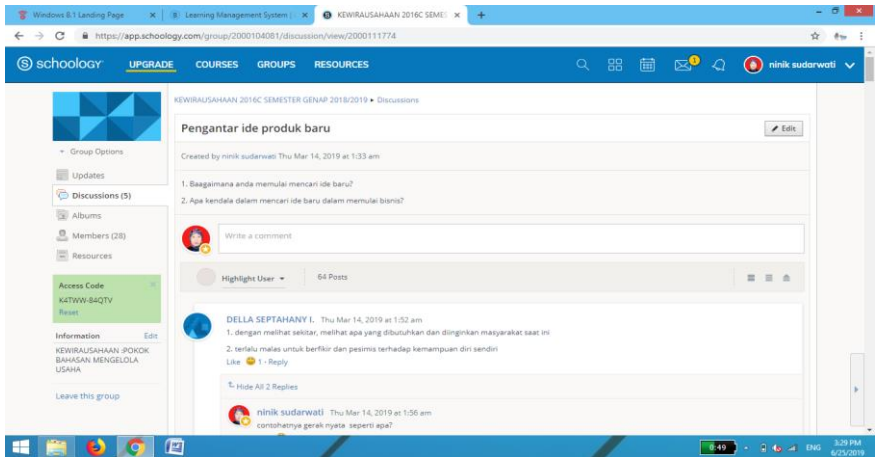 Windows 8.1 Landing Page
Learning Management System |
KEWIRAUSAHAAN 2016C SEMES
https://app.schoology.com/group/2000104081/discussion/view/2000111774
schoology
UPGRADE
COURSES
GROUPS
RESOURCES
1
ninik sudarwati
Group Options
Updates
Discussions (5)
Albums
Members (28)
Resources
Access Code
K4TWW-84QTV
Reset
Information
Edit
KEWIRAUSAHAAN :POKOK
BAHASAN MENGELOLA
USAHA
Leave this group
KEWIRAUSAHAAN 2016C SEMESTER GENAP 2018/2019 ▸ Discussions
Pengantar ide produk baru
Edit
Created by ninik sudarwati Thu Mar 14, 2019 at 1:33 am
1. Baagaimana anda memulai mencari ide baru?
2. Apa kendala dalem mencari ide baru dalem memulai bisnis?
Write a comment
Highlight User
64 Posts
DELLA SEPTAHANY I. Thu Mar 14, 2019 at 1:52 am
1. dengan melihat sekitar, melihat apa yang dibutuhkan dan diinginkan masyarakat saat ini
2. terlalu malas untuk berfikir dan pesimis terhadap kemampuan diri sendiri
Like 1 · Reply
Hide All 2 Replies
ninik sudarwati Thu Mar 14, 2019 at 1:56 am
contohatnya gerak nyata seperti apa?
0:49
ENG
3:29 PM
6/25/2019